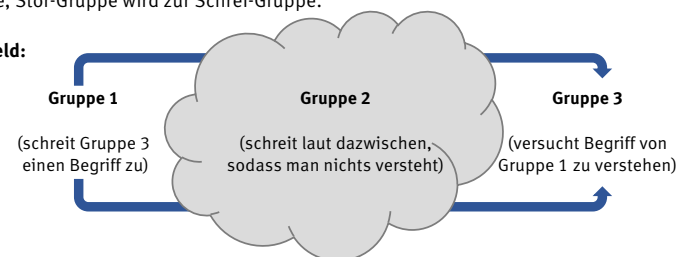 Stör-Gruppe wird zur Schrei-Gruppe.
eld:
Gruppe 1
(schreit Gruppe 3
einen Begriff zu)
Gruppe 2
(schreit laut dazwischen,
sodass man nichts versteht)
Gruppe 3
(versucht Begriff von
Gruppe 1 zu verstehen)